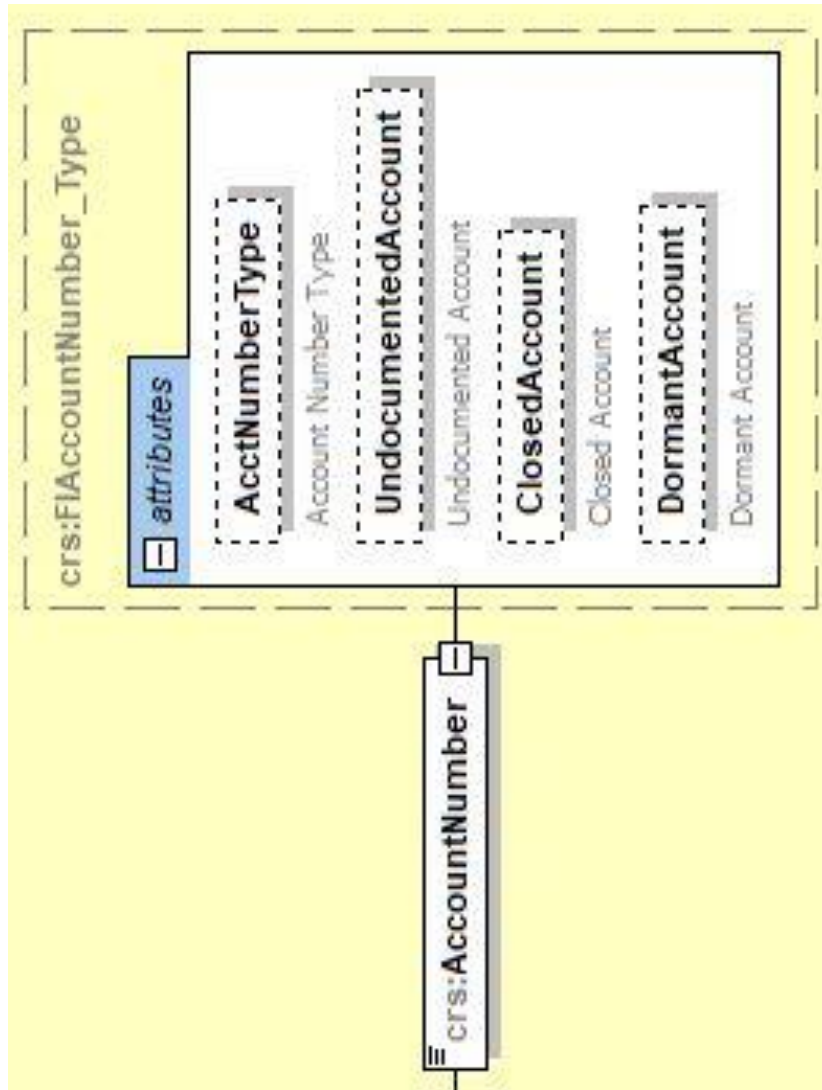 crs:AccountNumber
crs:FIAccountNumber_Type
attributes
AcctNumberType
Account Number Type
UndocumentedAccount
Undocumented Account
ClosedAccount
Closed Account
DormantAccount
Dormant Account